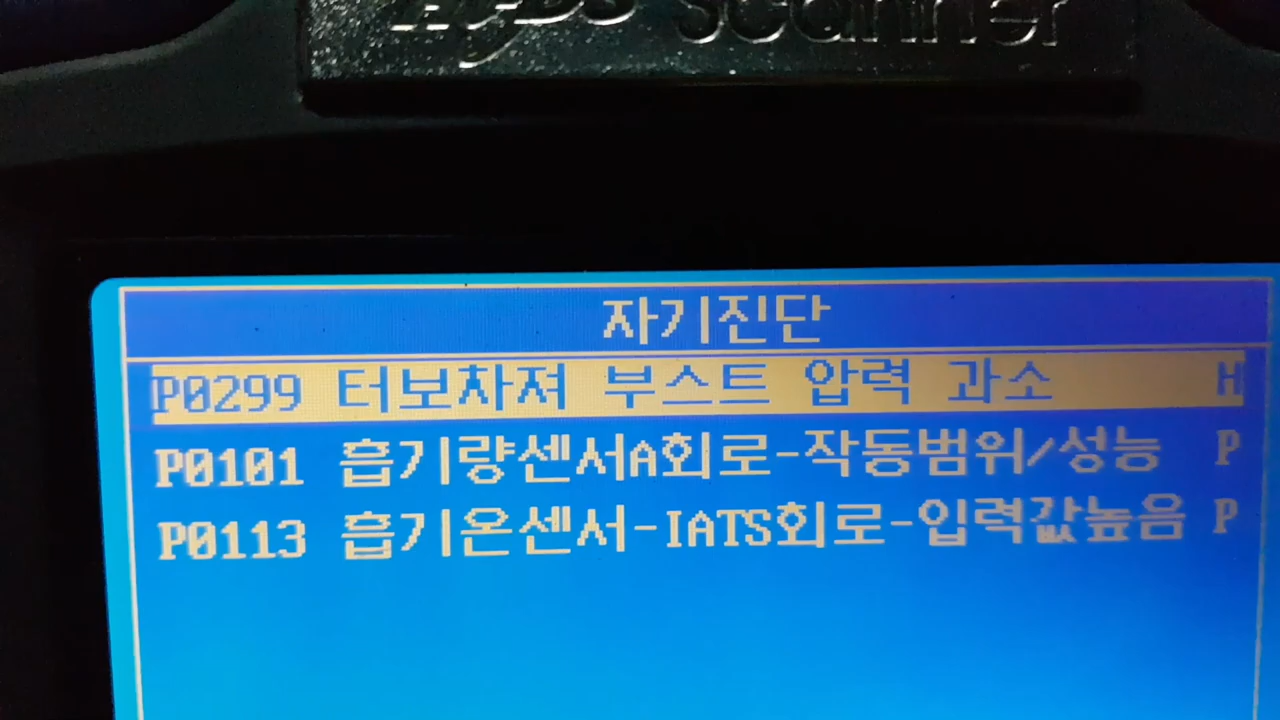 Scanner
자기진단
P0299 터보차져 부스트 압력 과소 H
P0101 흡기량센서A회로-작동범위/성능 P
P0113 흡기온센서-IATS회로-입력값높음 P